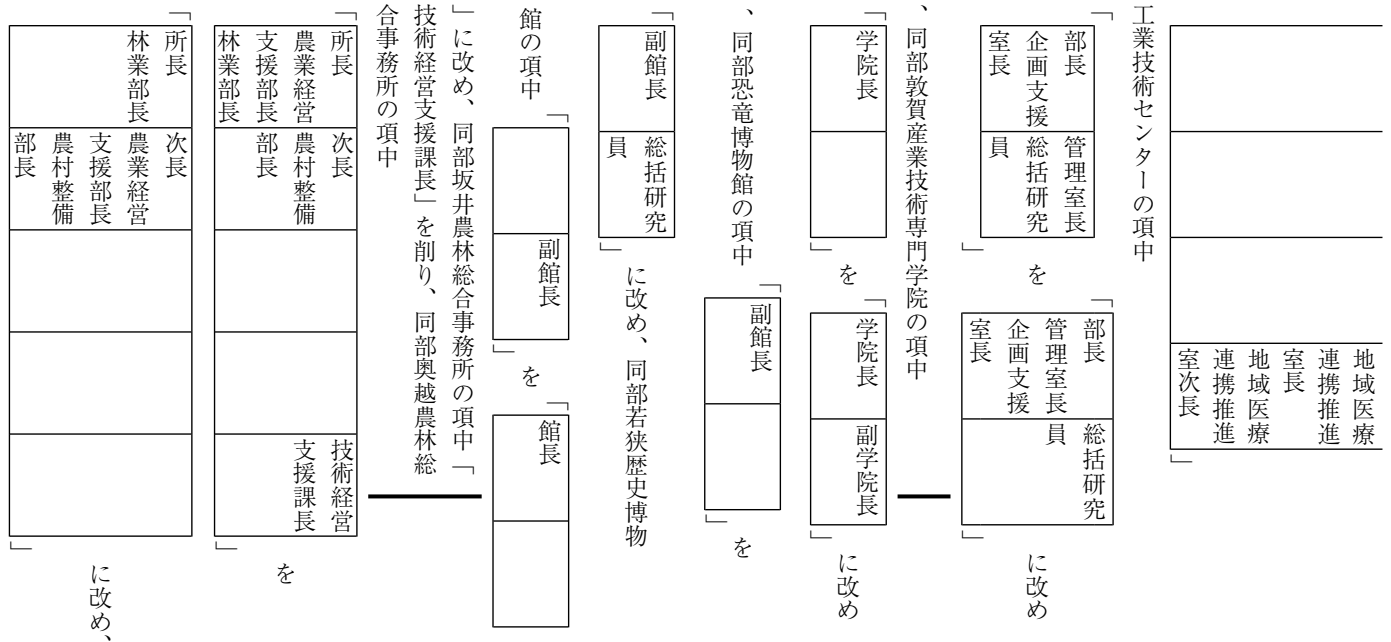 地域医療
連携推進
室長
地域医療
連携推進
室次長
」
工業技術センターの項中
「
部長
企画支援
室長
管理室長
総括研究
員
」
を
「
部長
管理室長
企画支援
室長
総括研究
員
」
に改め
、同部敦賀産業技術専門学院の項中
「
学院長
」
を
「
学院長
副学院長
」
に改め
、同部恐竜博物館の項中
「
副館長
」
を
「
副館長
総括研究
員
」
に改め、同部若狭歴史博物
館の項中
「
副館長
」
を
「
館長
」に改め、同部坂井農林総合事務所の項中「
技術経営支援課長」を削り、同部奥越農林総
合事務所の項中
「
所長
農業経営
支援部長
林業部長
次長
農村整備
部長
技術経営
支援課長
」
を
「
所長
林業部長
次長
農業経営
支援部長
農村整備
部長
」
に改め、